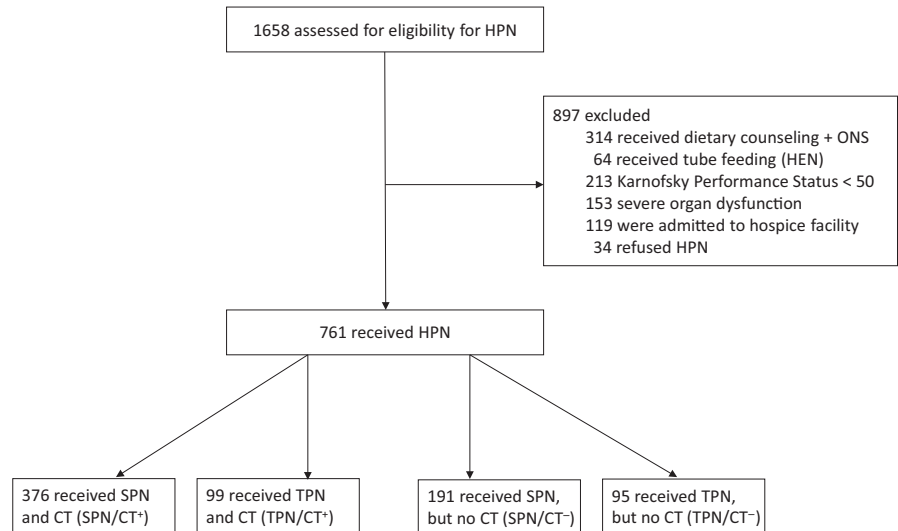 1658 assessed for eligibility for HPN
897 excluded
314 received dietary counseling + ONS
64 received tube feeding (HEN)
213 Karnofsky Performance Status < 50
153 severe organ dysfunction
119 were admitted to hospice facility
34 refused HPN
761 received HPN
376 received SPN
and CT (SPN/CT⁺)
99 received TPN
and CT (TPN/CT⁺)
191 received SPN,
but no CT (SPN/CT⁻)
95 received TPN,
but no CT (TPN/CT⁻)